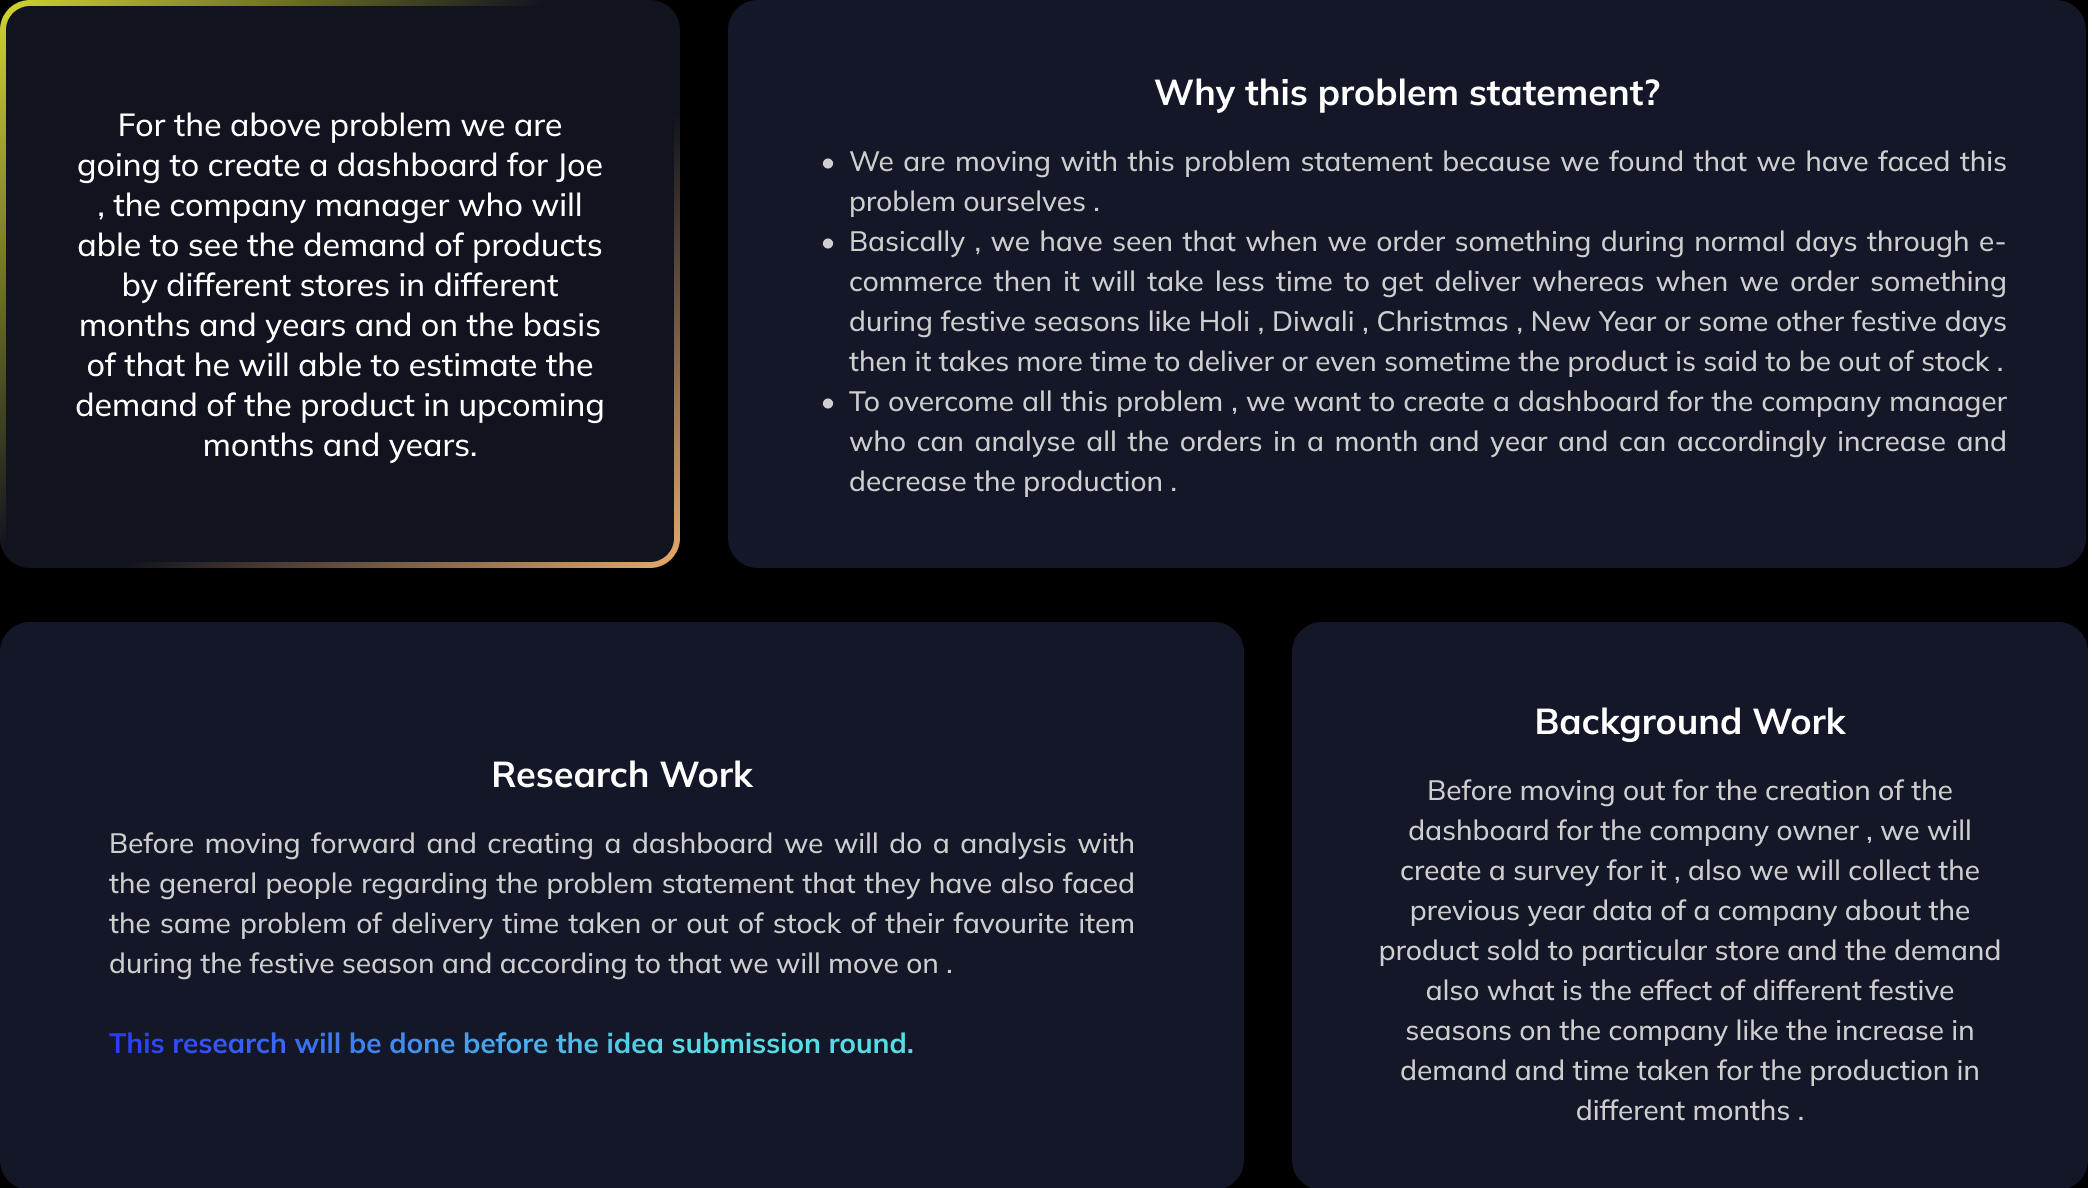 For the above problem we are
going to create a dashboard for Joe
, the company manager who will
able to see the demand of products
by different stores in different
months and years and on the basis
of that he will able to estimate the
demand of the product in upcoming
months and years.
Why this problem statement?
• We are moving with this problem statement because we found that we have faced this
problem ourselves .
• Basically , we have seen that when we order something during normal days through e-
commerce then it will take less time to get deliver whereas when we order something
during festive seasons like Holi , Diwali , Christmas , New Year or some other festive days
then it takes more time to deliver or even sometime the product is said to be out of stock .
• To overcome all this problem , we want to create a dashboard for the company manager
who can analyse all the orders in a month and year and can accordingly increase and
decrease the production .
Research Work
Before moving forward and creating a dashboard we will do a analysis with
the general people regarding the problem statement that they have also faced
the same problem of delivery time taken or out of stock of their favourite item
during the festive season and according to that we will move on .
This research will be done before the idea submission round.
Background Work
Before moving out for the creation of the
dashboard for the company owner , we will
create a survey for it , also we will collect the
previous year data of a company about the
product sold to particular store and the demand
also what is the effect of different festive
seasons on the company like the increase in
demand and time taken for the production in
different months .